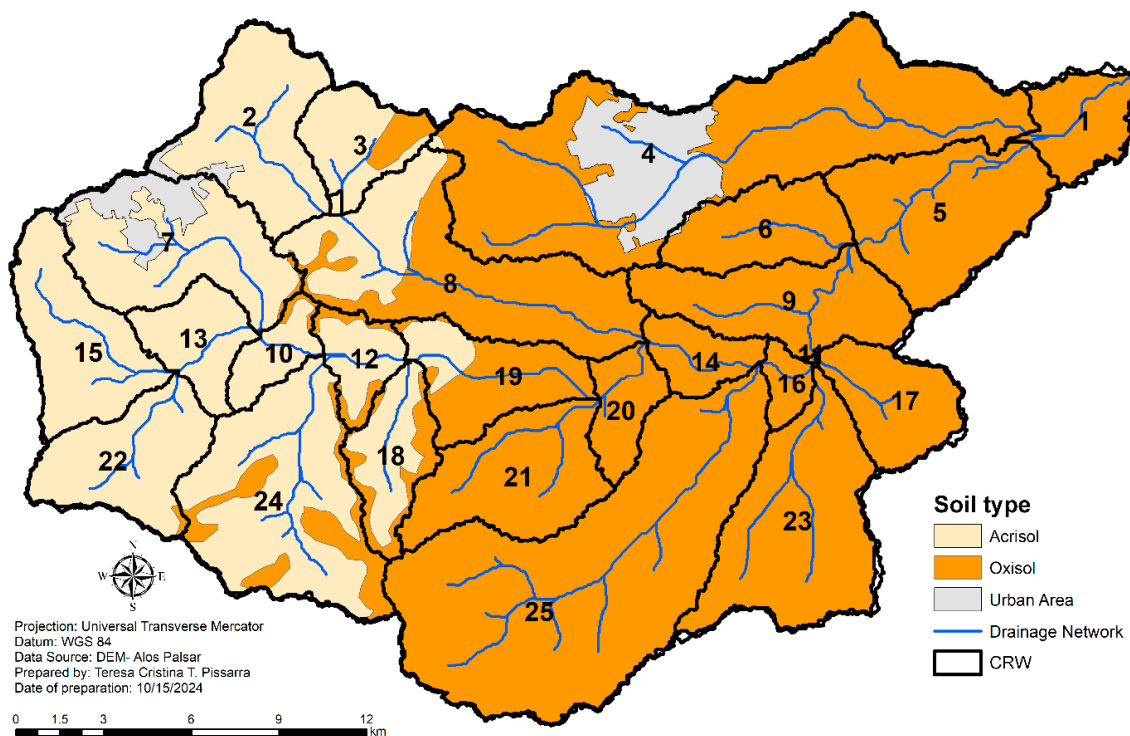 1
2
3
4
5
6
7
8
9
10
11
12
13
14
15
16
17
18
19
20
21
22
23
24
25
N
W E
S
Projection: Universal Transverse Mercator
Datum: WGS 84
Data Source: DEM- Alos Palsar
Prepared by: Teresa Cristina T. Pissarra
Date of preparation: 10/15/2024
0 1.5 3 6 9 12
km
Soil type
Acrisol
Oxisol
Urban Area
Drainage Network
CRW